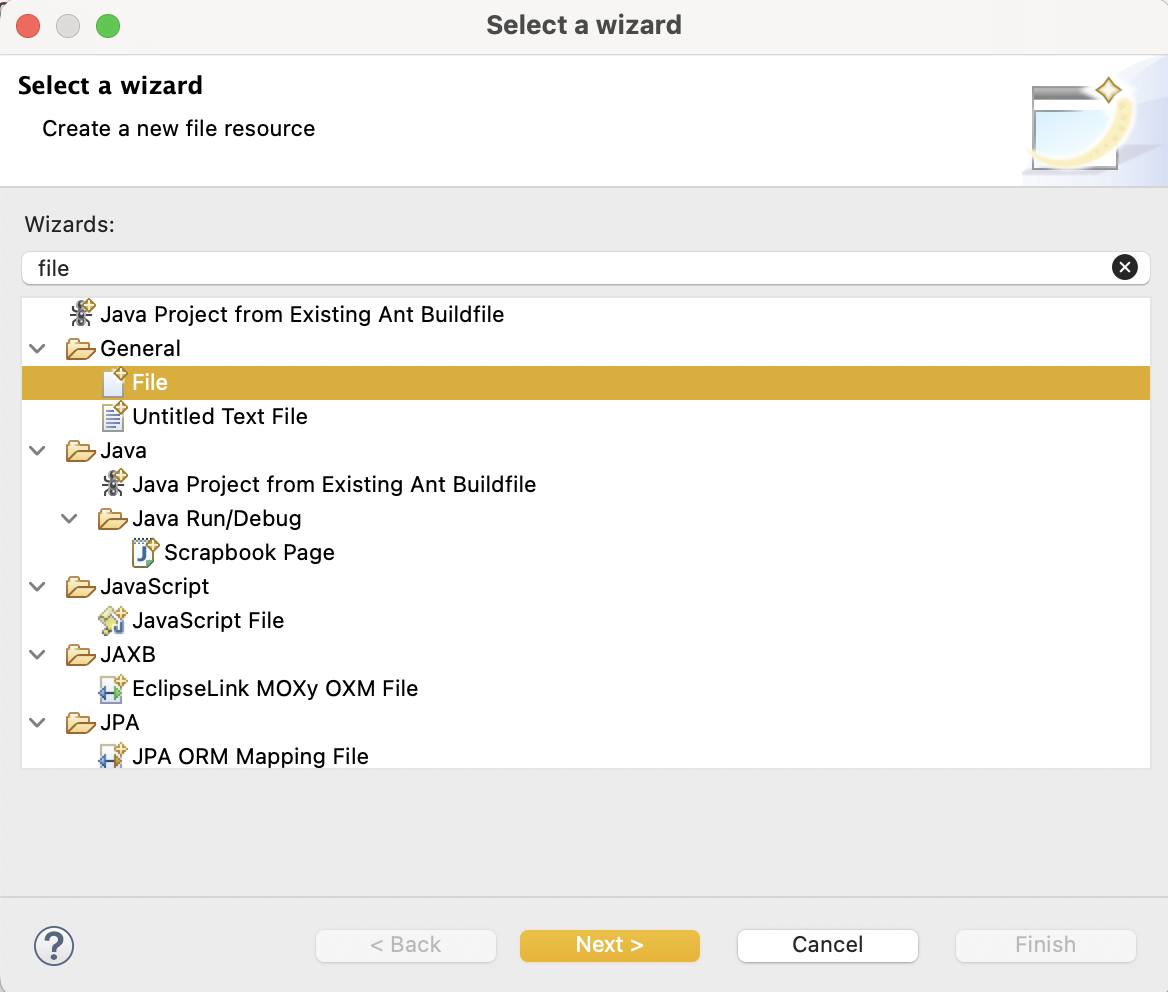 Select a wizard
Select a wizard
Create a new file resource
Wizards:
file
Java Project from Existing Ant Buildfile
General
File
Untitled Text File
Java
Java Project from Existing Ant Buildfile
Java Run/Debug
Scrapbook Page
JavaScript
JavaScript File
JAXB
EclipseLink MOXy OXM File
JPA
JPA ORM Mapping File
?
< Back
Next >
Cancel
Finish